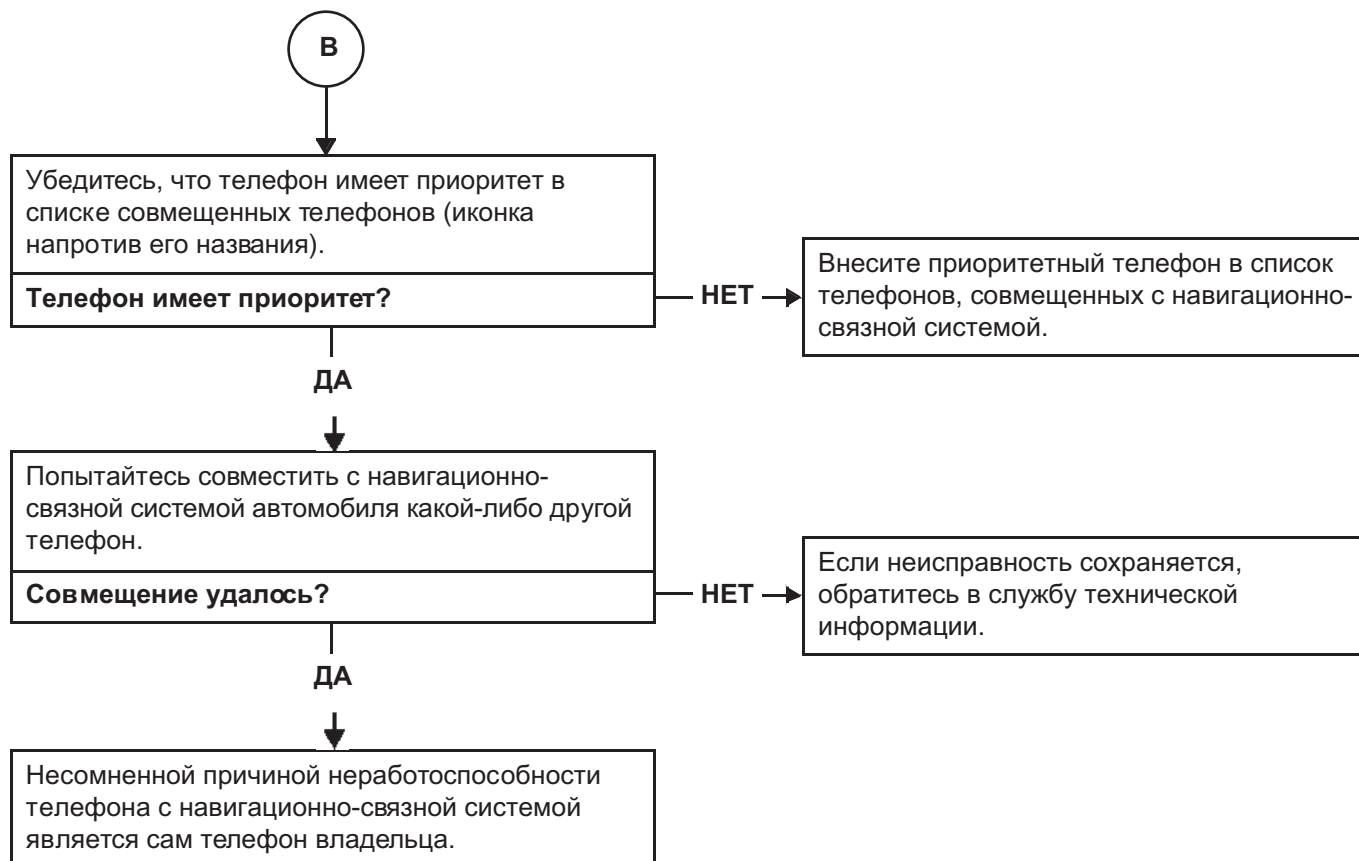 В
Убедитесь, что телефон имеет приоритет в
списке совмещенных телефонов (иконка
напротив его названия).
Телефон имеет приоритет?
НЕТ
Внесите приоритетный телефон в список
телефонов, совмещенных с навигационно-
связной системой.
ДА
Попытайтесь совместить с навигационно-
связной системой автомобиля какой-либо другой
телефон.
Совмещение удалось?
НЕТ
Если неисправность сохраняется,
обратитесь в службу технической
информации.
ДА
Несомненной причиной неработоспособности
телефона с навигационно-связной системой
является сам телефон владельца.